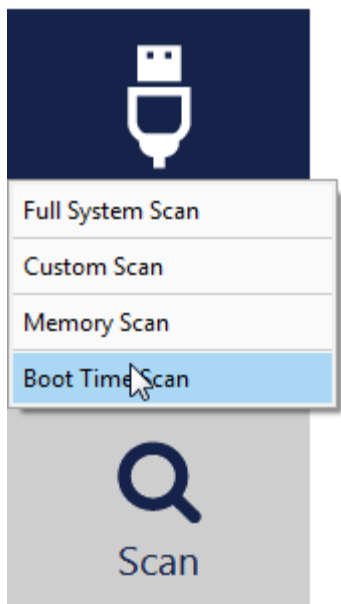 Full System Scan
Custom Scan
Memory Scan
Boot Time Scan
Scan